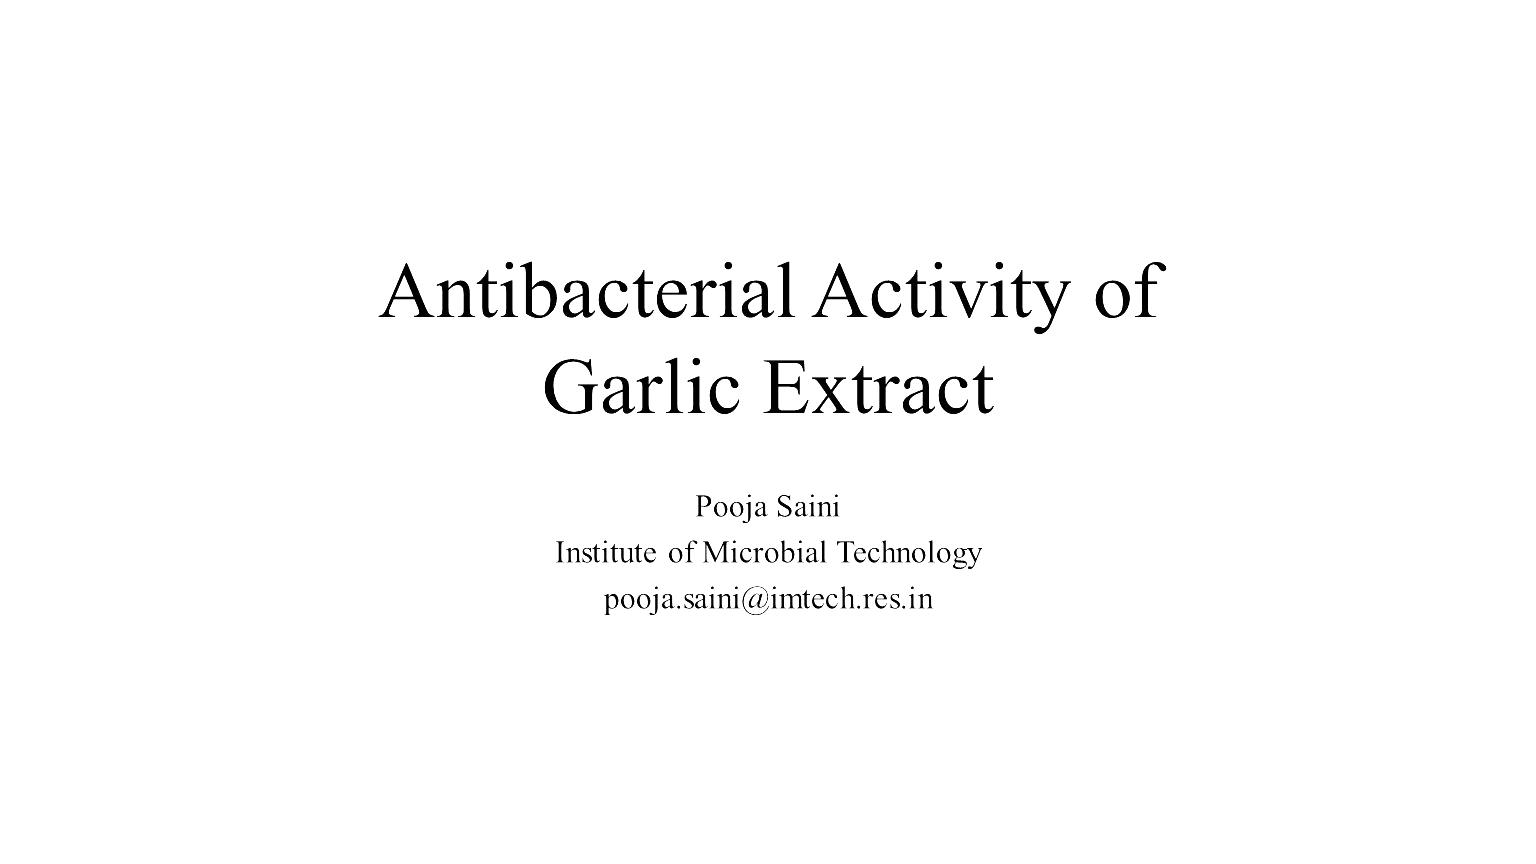 Antibacterial Activity of
Garlic Extract
Pooja Saini
Institute of Microbial Technology
pooja.saini@imtech.res.in